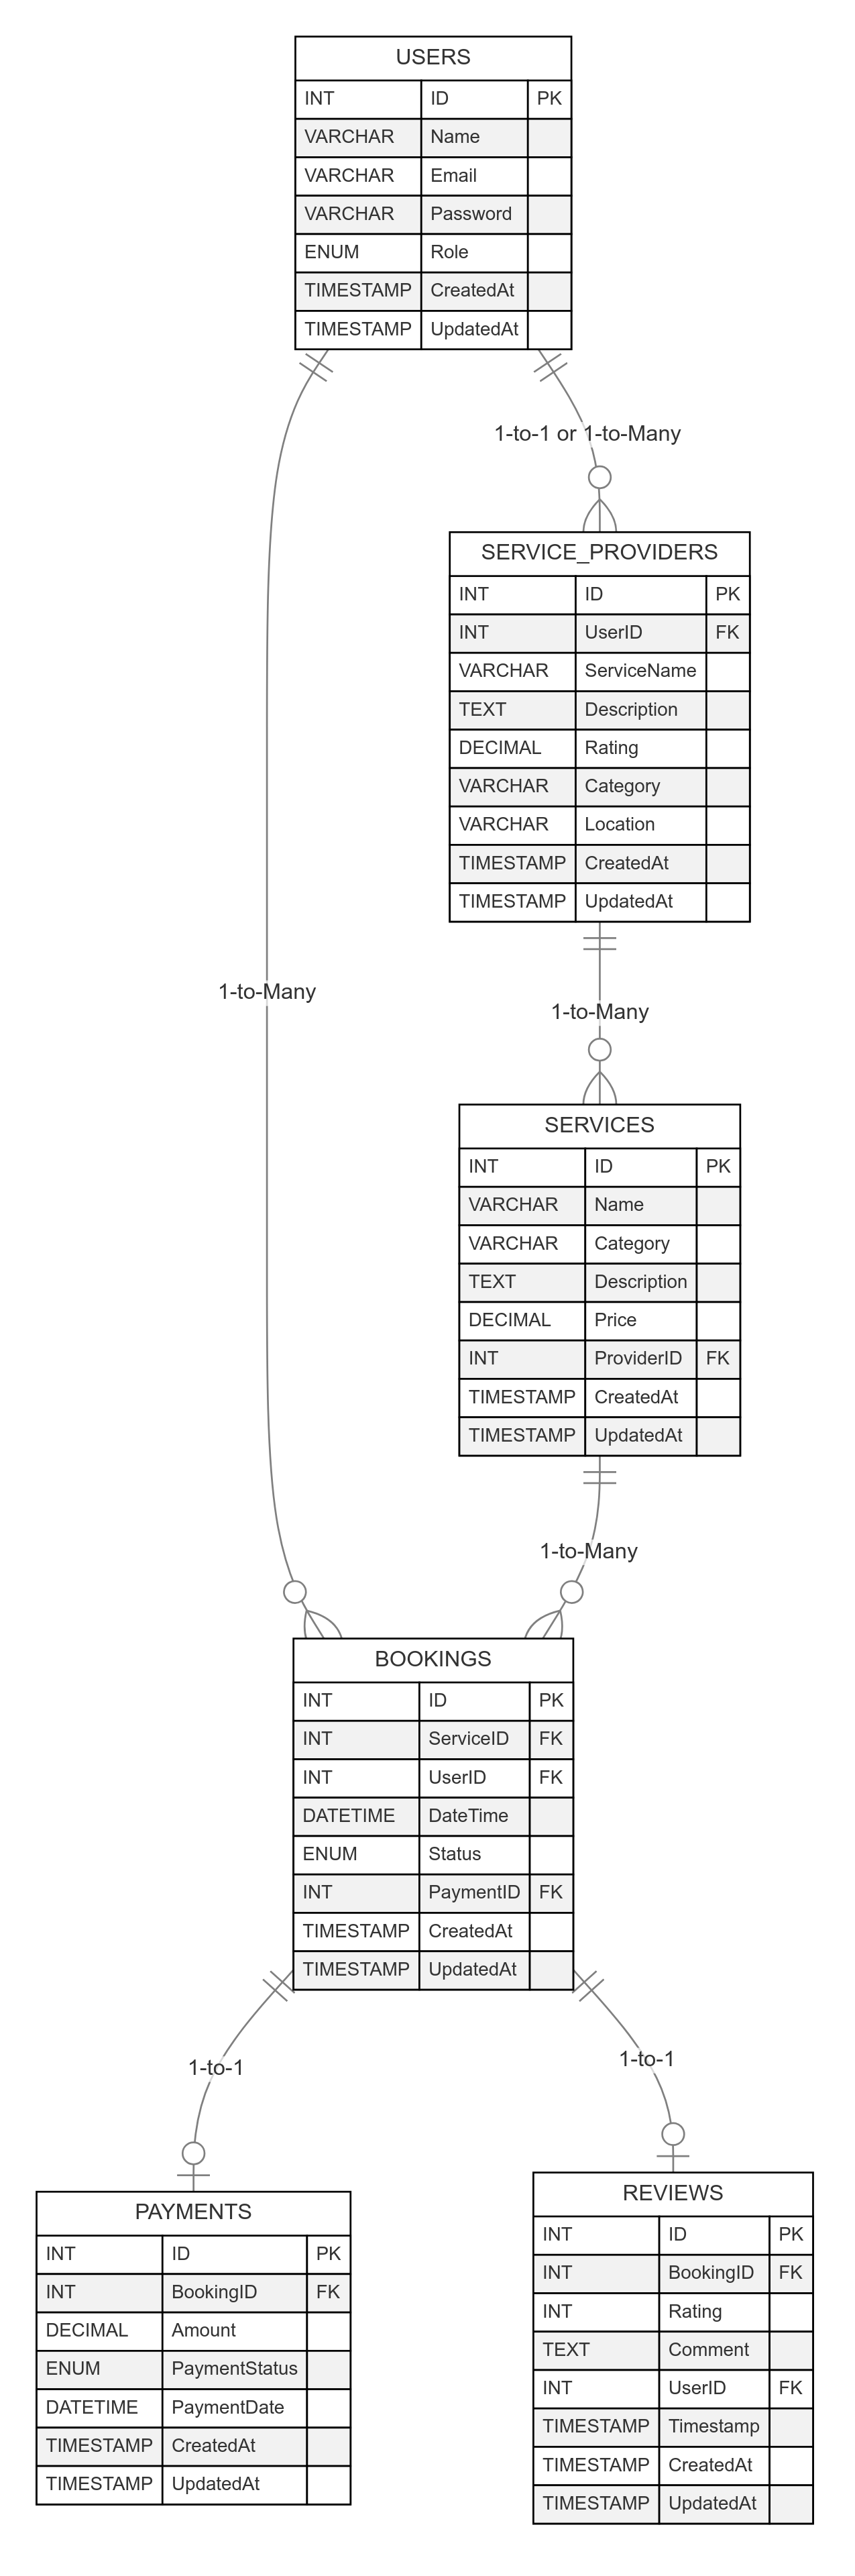 USERS
INT ID PK
VARCHAR Name
VARCHAR Email
VARCHAR Password
ENUM Role
TIMESTAMP CreatedAt
TIMESTAMP UpdatedAt
1-to-1 or 1-to-Many
SERVICE_PROVIDERS
INT ID PK
INT UserID FK
VARCHAR ServiceName
TEXT Description
DECIMAL Rating
VARCHAR Category
VARCHAR Location
TIMESTAMP CreatedAt
TIMESTAMP UpdatedAt
1-to-Many
1-to-Many
SERVICES
INT ID PK
VARCHAR Name
VARCHAR Category
TEXT Description
DECIMAL Price
INT ProviderID FK
TIMESTAMP CreatedAt
TIMESTAMP UpdatedAt
1-to-Many
BOOKINGS
INT ID PK
INT ServiceID FK
INT UserID FK
DATETIME DateTime
ENUM Status
INT PaymentID FK
TIMESTAMP CreatedAt
TIMESTAMP UpdatedAt
1-to-1
1-to-1
PAYMENTS
INT ID PK
INT BookingID FK
DECIMAL Amount
ENUM PaymentStatus
DATETIME PaymentDate
TIMESTAMP CreatedAt
TIMESTAMP UpdatedAt
REVIEWS
INT ID PK
INT BookingID FK
INT Rating
TEXT Comment
INT UserID FK
TIMESTAMP Timestamp
TIMESTAMP CreatedAt
TIMESTAMP UpdatedAt